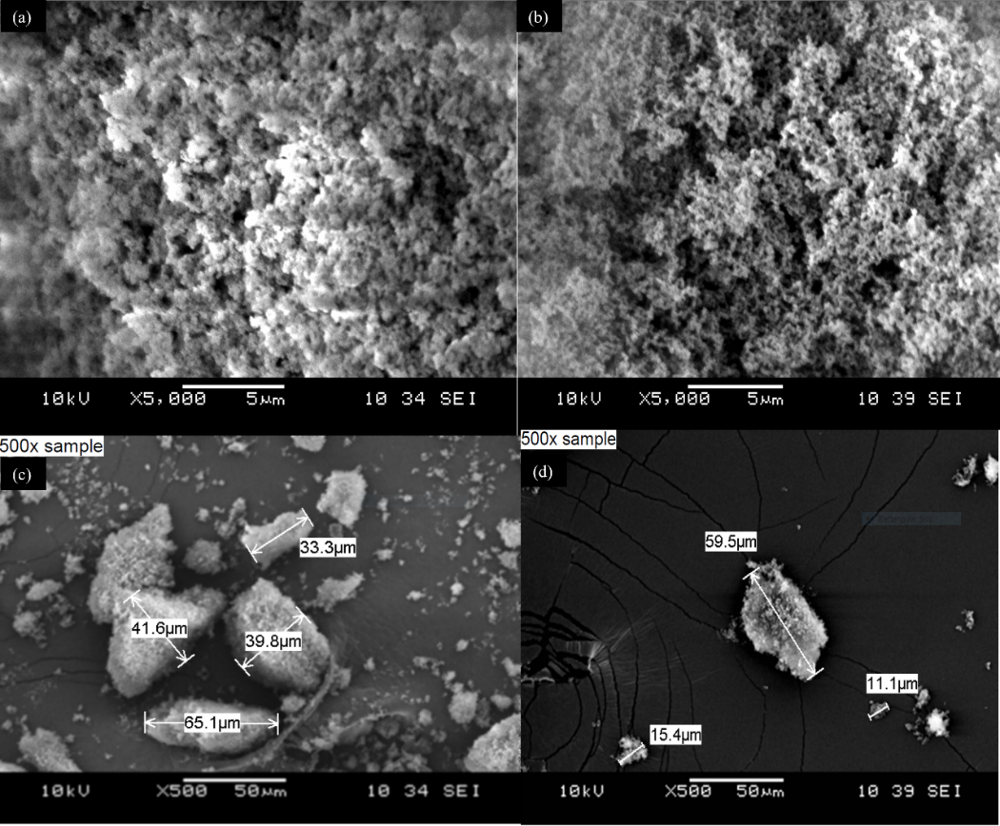 (a)
(b)
10kV X5,000 5μm 10 34 SEI
10kV X5,000 5μm 10 39 SEI
500x sample
(c)
33.3μm
41.6μm
39.8μm
65.1μm
10kV X500 50μm 10 34 SEI
500x sample
(d)
59.5μm
11.1μm
15.4μm
10kV X500 50μm 10 39 SEI